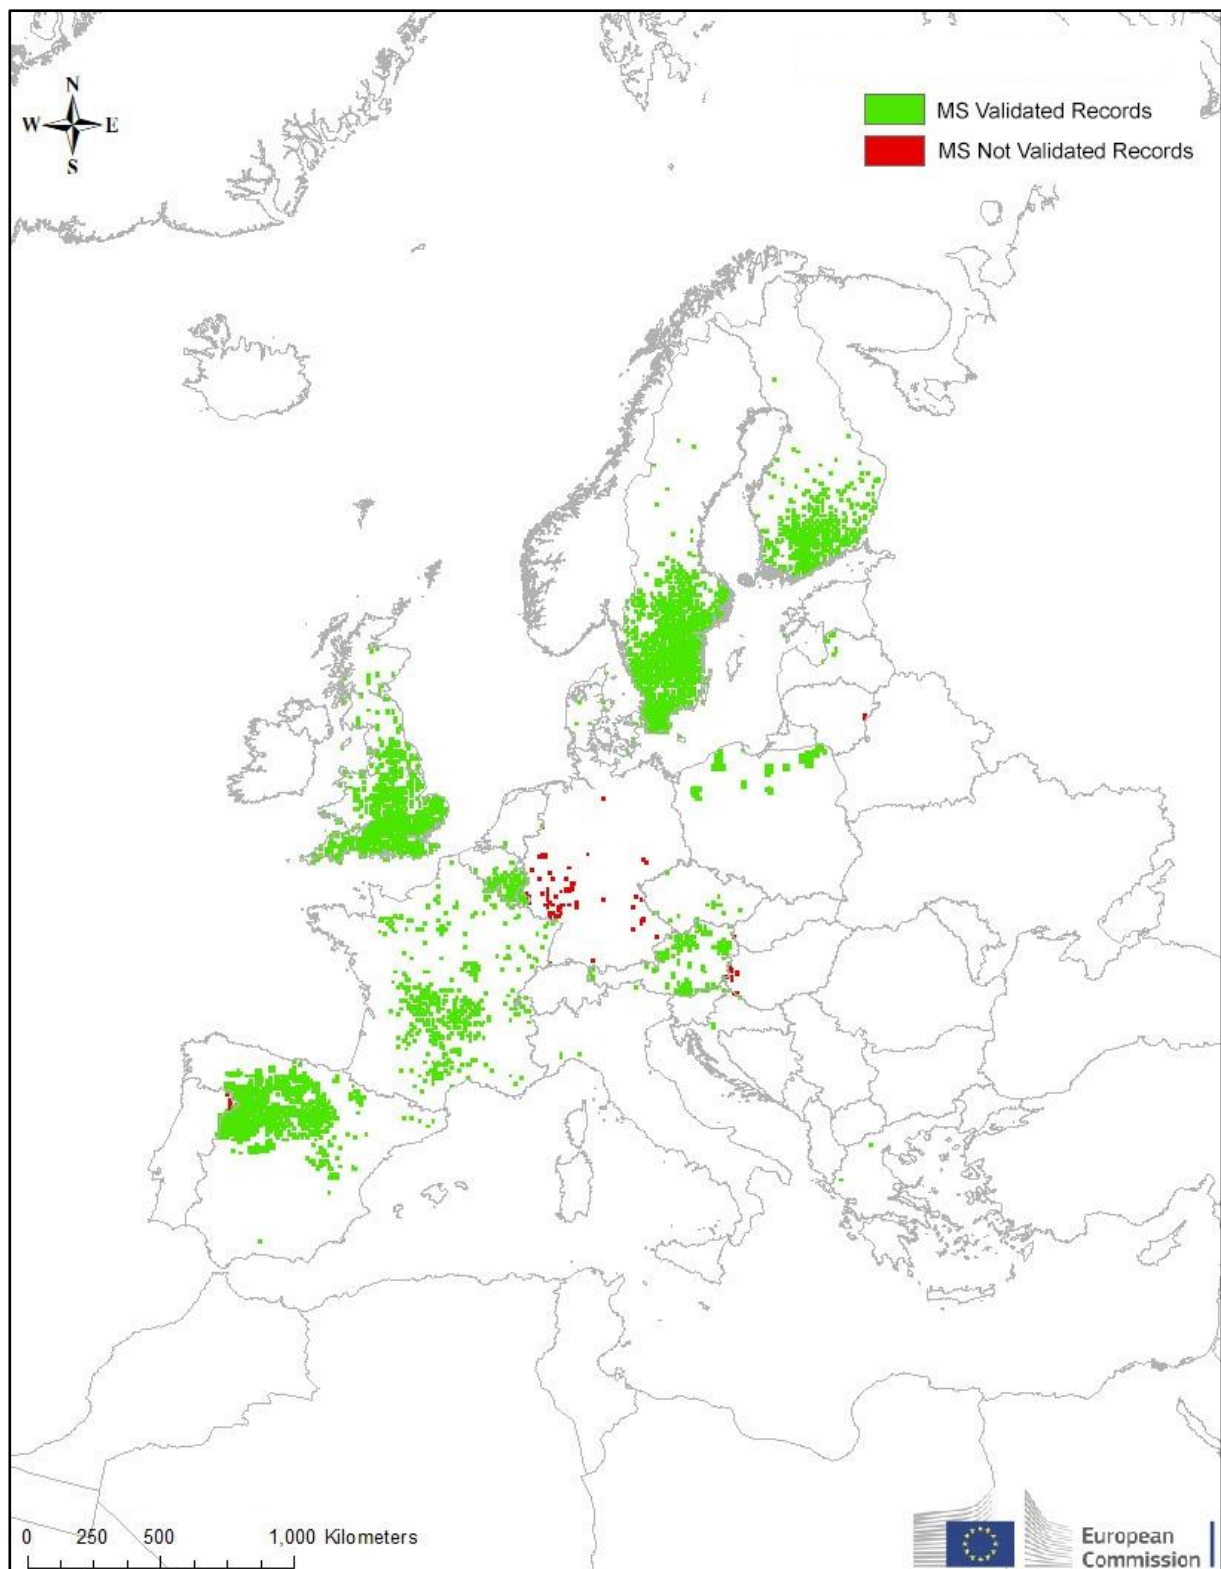 N
W E
S
MS Validated Records
MS Not Validated Records
0 250 500 1,000 Kilometers
European
Commission